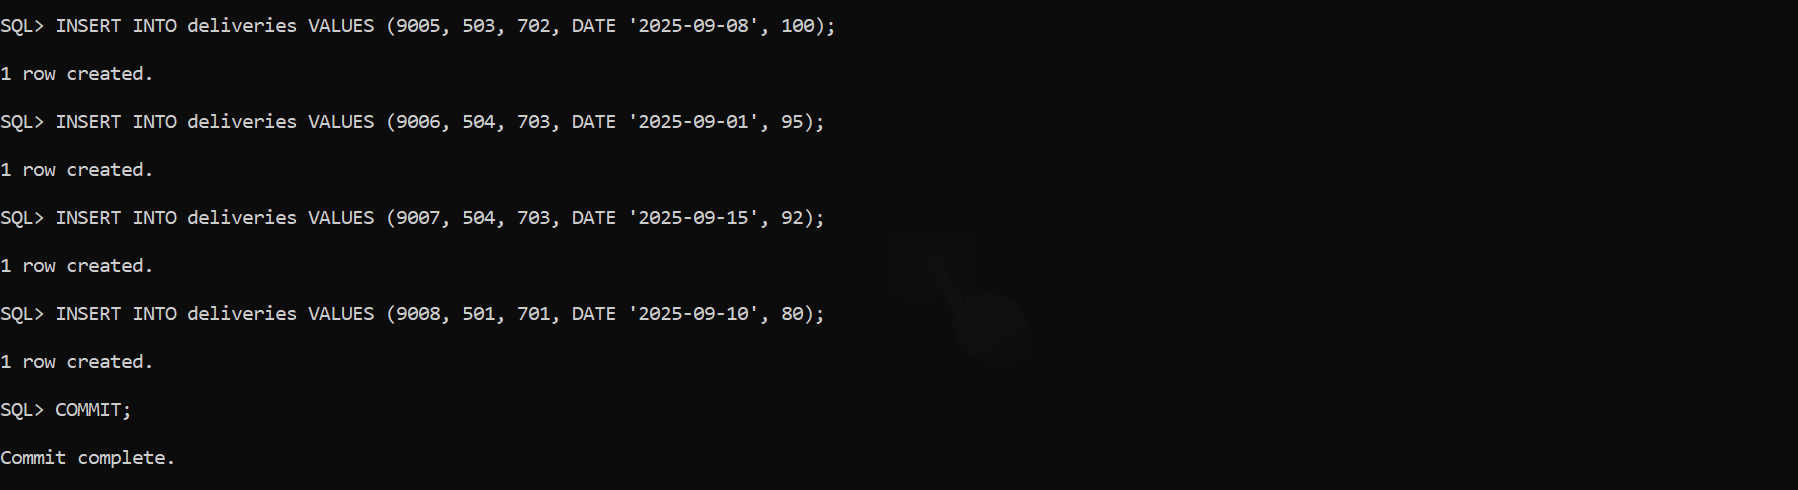 SQL> INSERT INTO deliveries VALUES (9005, 503, 702, DATE '2025-09-08', 100);
1 row created.
SQL> INSERT INTO deliveries VALUES (9006, 504, 703, DATE '2025-09-01', 95);
1 row created.
SQL> INSERT INTO deliveries VALUES (9007, 504, 703, DATE '2025-09-15', 92);
1 row created.
SQL> INSERT INTO deliveries VALUES (9008, 501, 701, DATE '2025-09-10', 80);
1 row created.
SQL> COMMIT;
Commit complete.